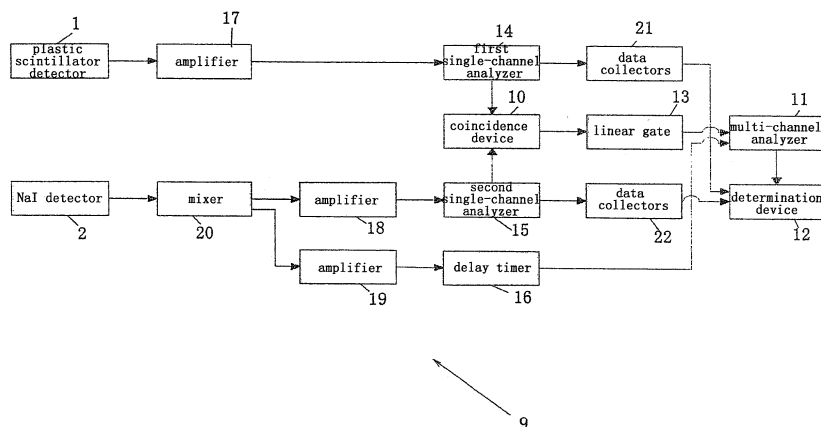 1
17
14
21
plastic
scintillator
detector
amplifier
first
single-channel
analyzer
data
collectors
10
13
11
coincidence
device
linear gate
multi-channel
analyzer
NaI detector
mixer
amplifier
second
single-channel
analyzer
data
collectors
determination
device
2
20
18
15
22
12
amplifier
delay timer
19
16
9